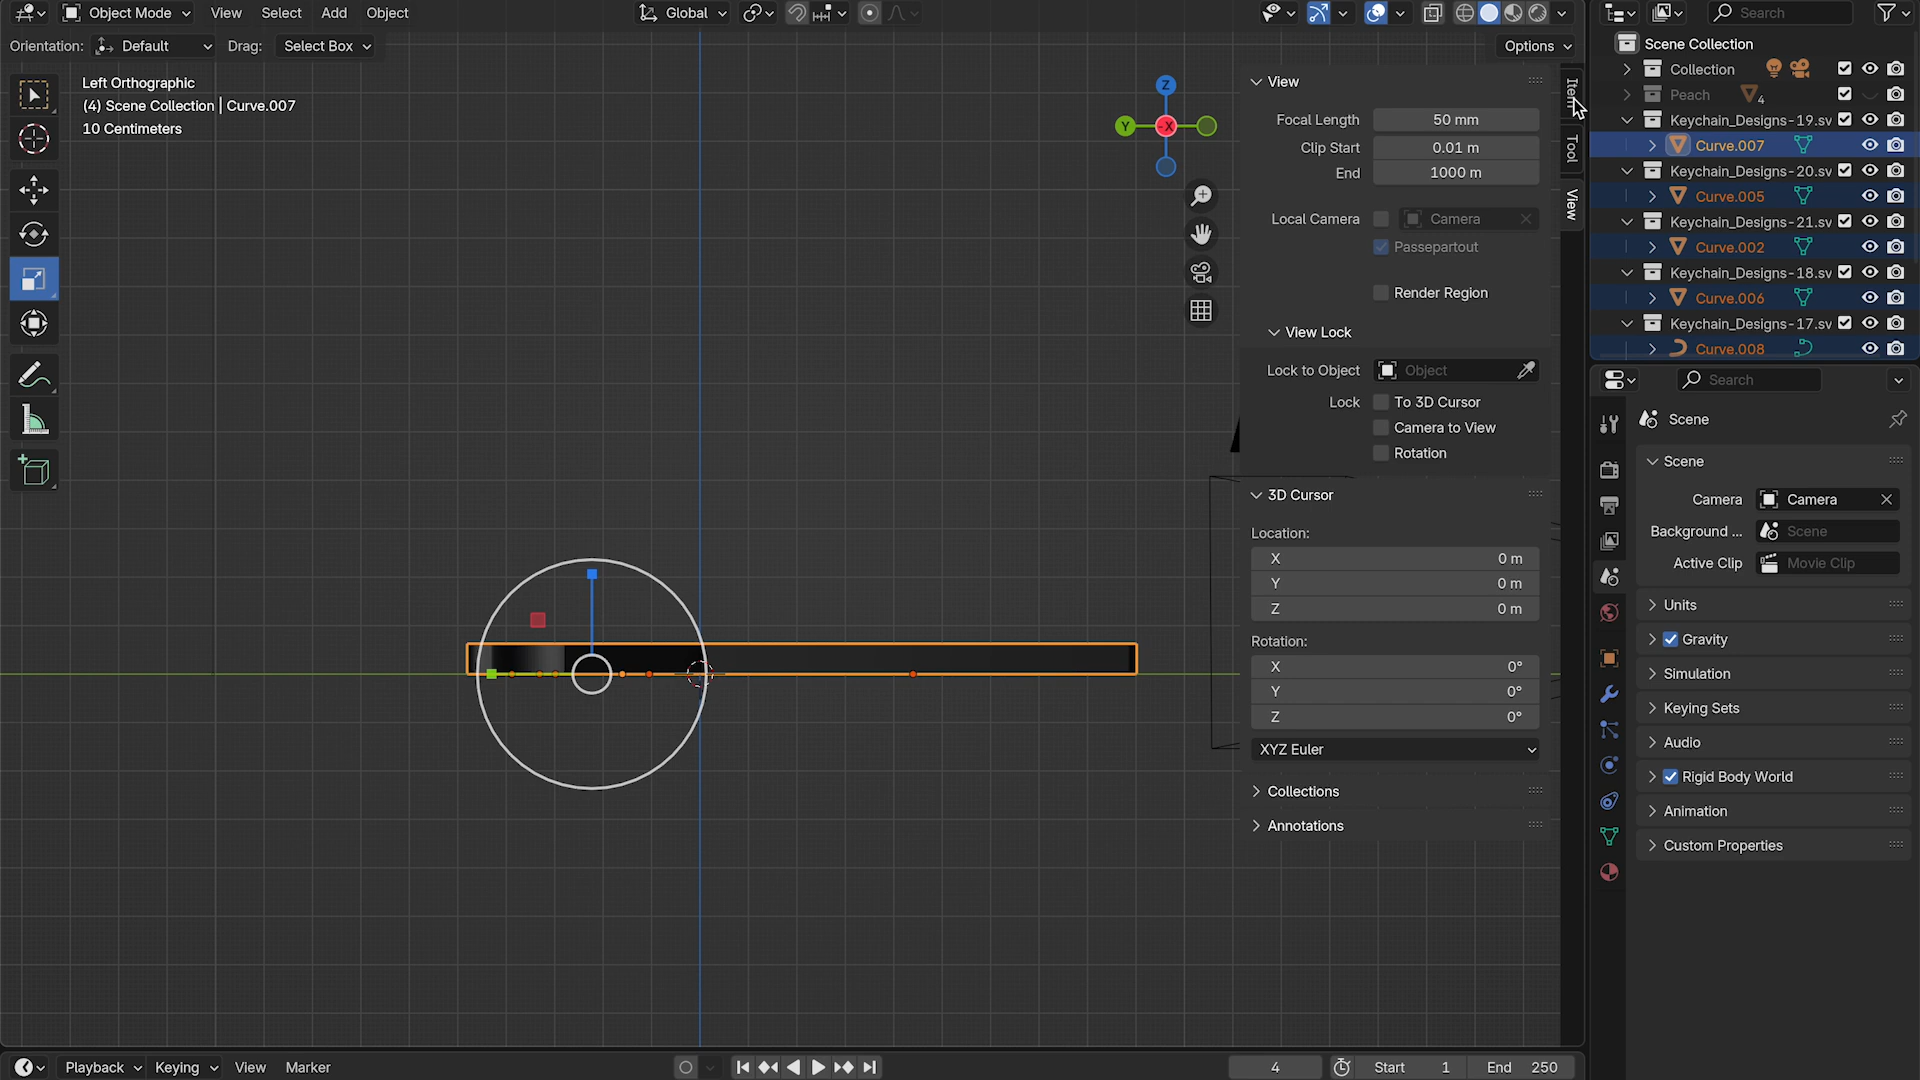 Object Mode View Select Add Object Global Search
Orientation: Default Drag: Select Box Options
Left Orthographic
(4) Scene Collection | Curve.007
10 Centimeters
Z
Y
-X
View
Focal Length 50 mm
Clip Start 0.01 m
End 1000 m
Local Camera Camera
Passepartout
Render Region
View Lock
Lock to Object Object
Lock To 3D Cursor
Camera to View
Rotation
3D Cursor
Location:
X 0 m
Y 0 m
Z 0 m
Rotation:
X 0°
Y 0°
Z 0°
XYZ Euler
Collections
Annotations
Item
Tool
View
Scene Collection
Collection
Peach 4
Keychain_Designs-19.sv
Curve.007
Keychain_Designs-20.sv
Curve.005
Keychain_Designs-21.sv
Curve.002
Keychain_Designs-18.sv
Curve.006
Keychain_Designs-17.sv
Curve.008
Search
Scene
Scene
Camera Camera
Background ... Scene
Active Clip Movie Clip
Units
Gravity
Simulation
Keying Sets
Audio
Rigid Body World
Animation
Custom Properties
Playback Keying View Marker 4 Start 1 End 250